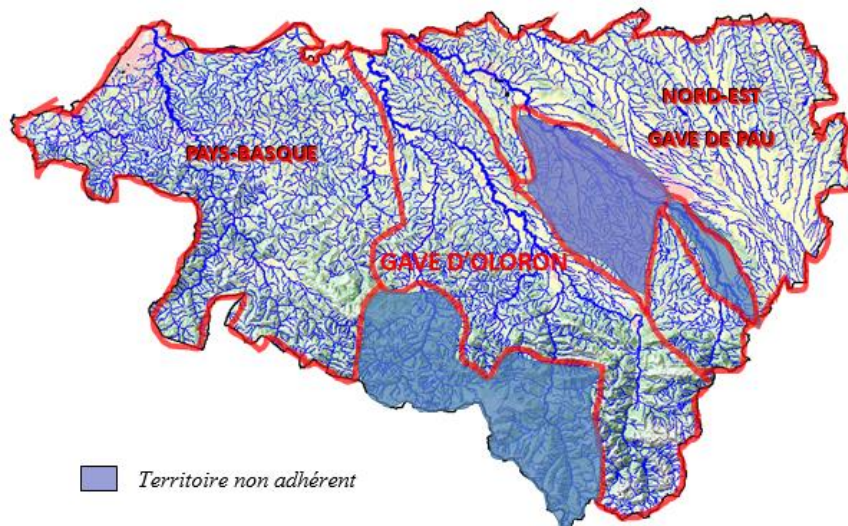 NORD-EST
GAVE DE PAU
PAYS-BASQUE
GAVE D'OLORON
Territoire non adhérent